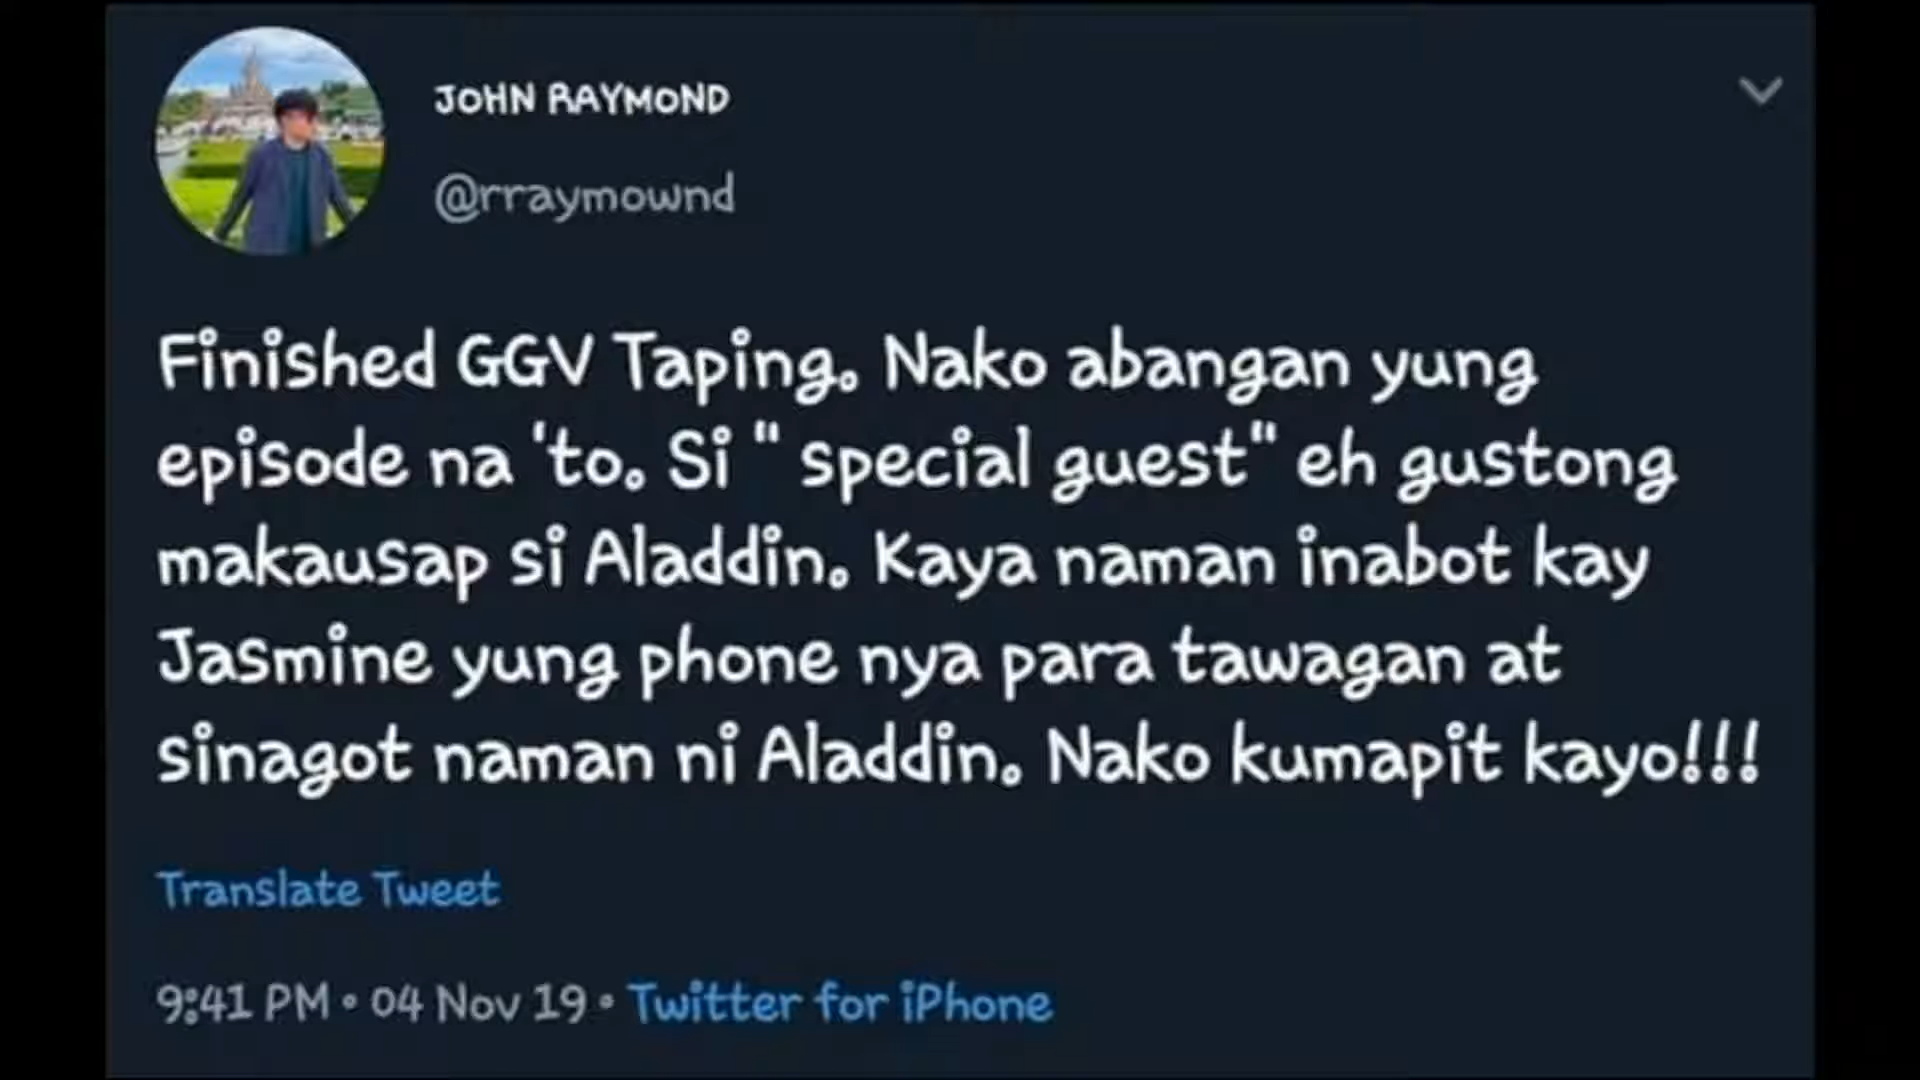 JOHN RAYMOND
@rraymownd
Finished GGV Taping. Nako abangan yung
episode na 'to. Si " special guest" eh gustong
makausap si Aladdin. Kaya naman inabot kay
Jasmine yung phone nya para tawagan at
sinagot naman ni Aladdin. Nako kumapit kayo!!!
Translate Tweet
9:41 PM • 04 Nov 19 • Twitter for iPhone